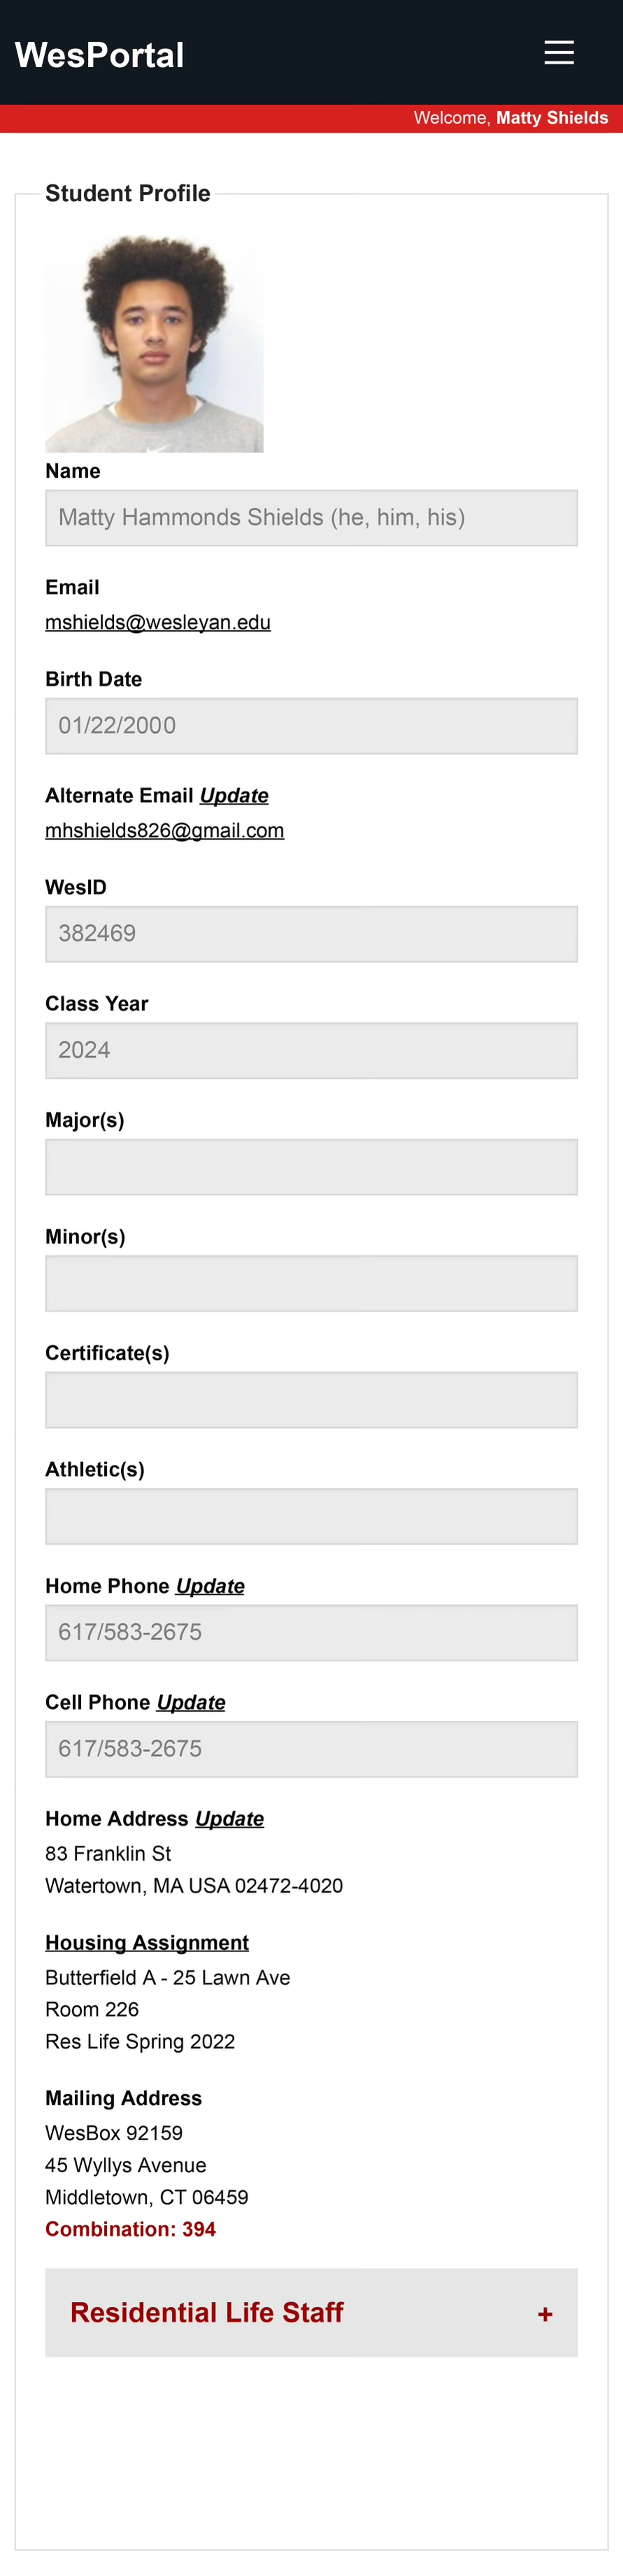 WesPortal
Welcome, Matty Shields
Student Profile
Name
Matty Hammonds Shields (he, him, his)
Email
mshields@wesleyan.edu
Birth Date
01/22/2000
Alternate Email Update
mhshields826@gmail.com
WesID
382469
Class Year
2024
Major(s)
Minor(s)
Certificate(s)
Athletic(s)
Home Phone Update
617/583-2675
Cell Phone Update
617/583-2675
Home Address Update
83 Franklin St
Watertown, MA USA 02472-4020
Housing Assignment
Butterfield A - 25 Lawn Ave
Room 226
Res Life Spring 2022
Mailing Address
WesBox 92159
45 Wyllys Avenue
Middletown, CT 06459
Combination: 394
Residential Life Staff +